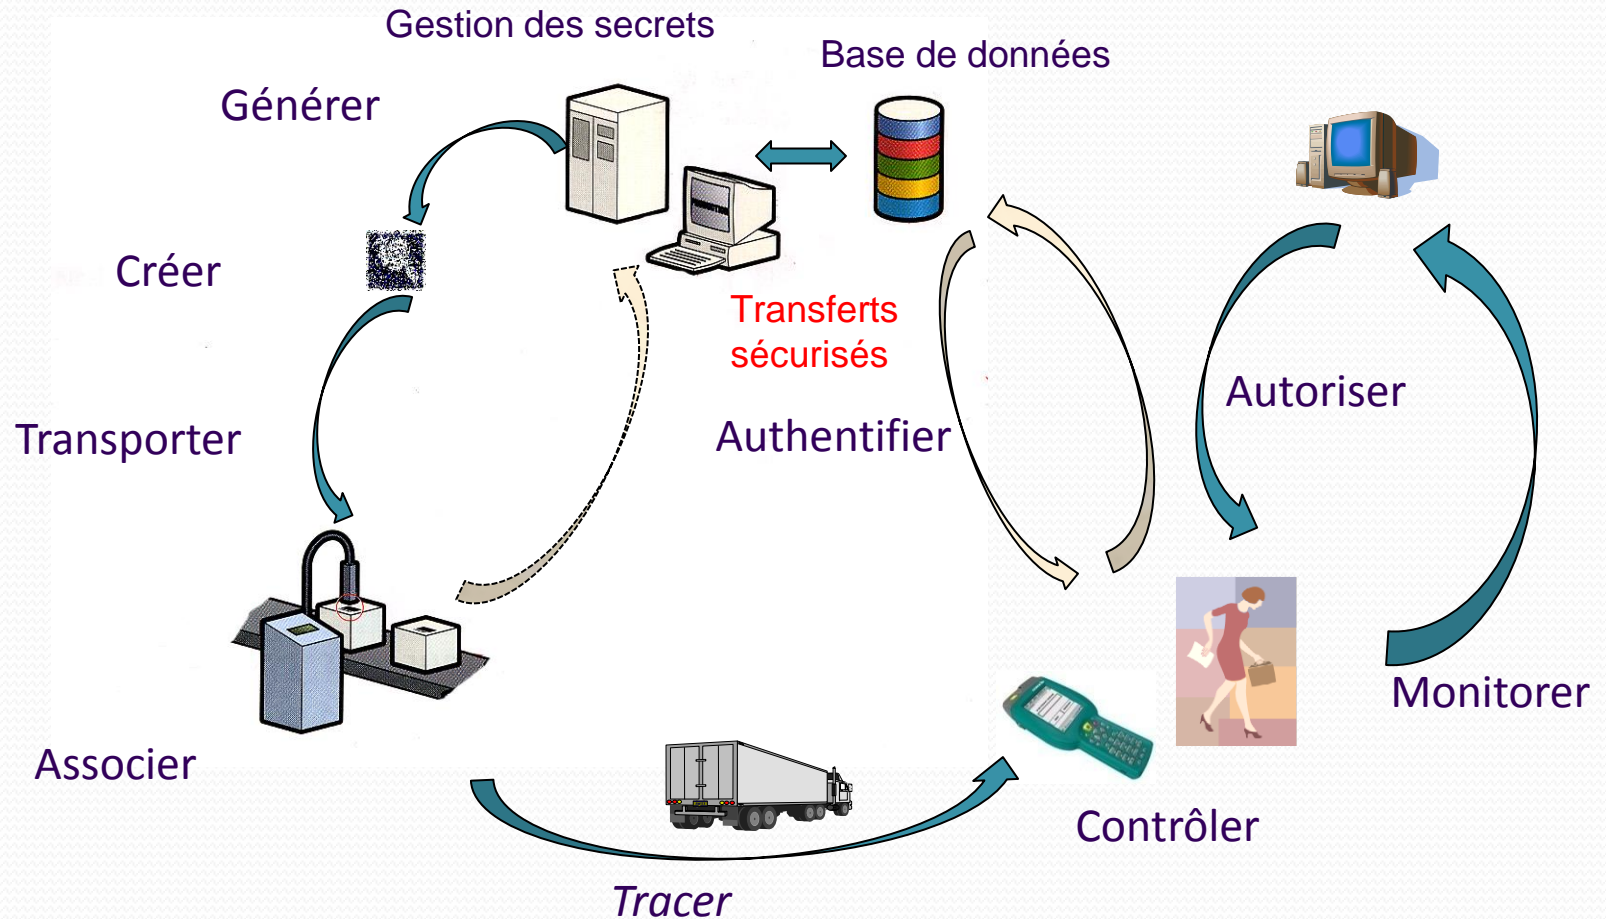 Gestion des secrets
Base de données
Générer
Créer
Transferts
sécurisés
Autoriser
Transporter
Authentifier
Monitorer
Associer
Contrôler
Tracer